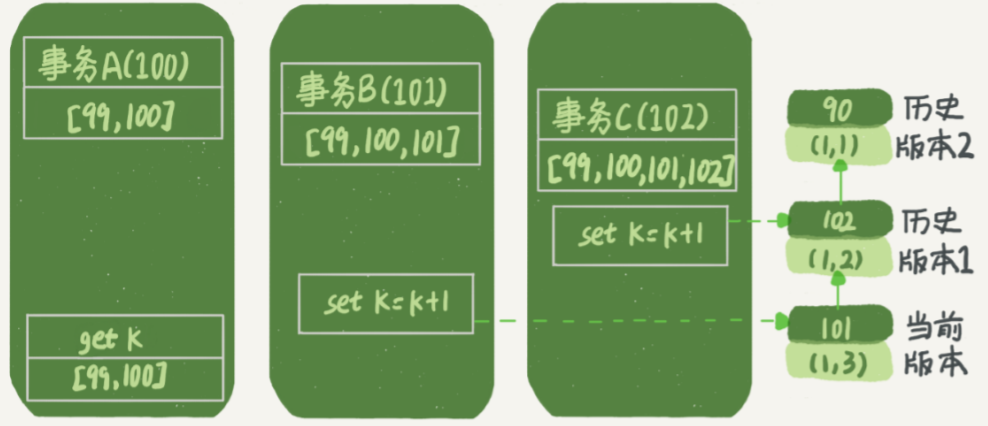 事务A(100)
[99,100]
get k
[99,100]
事务B(101)
[99,100,101]
set k=k+1
事务C(102)
[99,100,101,102]
set k=k+1
90
(1,1)
历史
版本2
102
(1,2)
历史
版本1
101
(1,3)
当前
版本